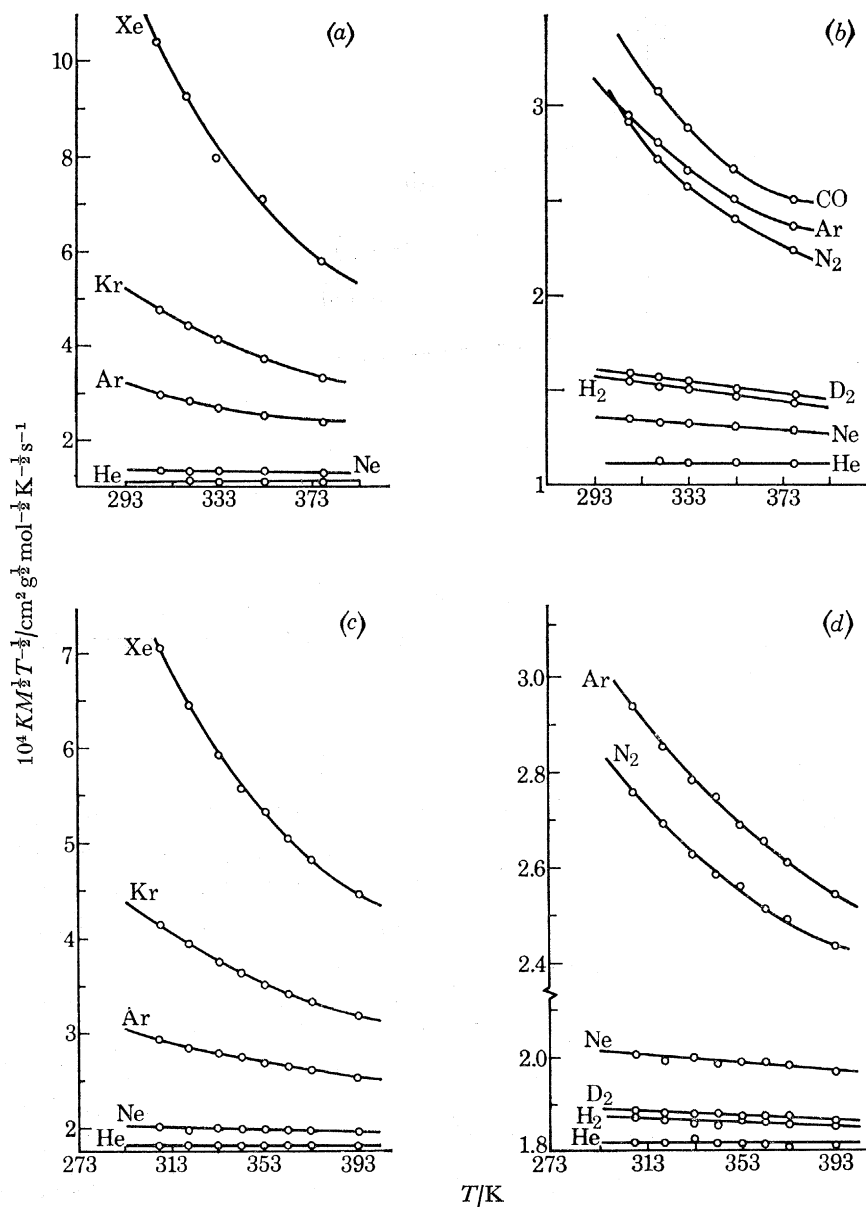 (a)
Xe
10
8
6
Kr
4
Ar
2
He
Ne
293
333
373
(b)
3
CO
Ar
N₂
2
H₂
D₂
Ne
He
1
293
333
373
10⁴ KM^½ T^-½/cm² g^½ mol^-½ K^-½ s⁻¹
(c)
Xe
7
6
5
Kr
4
Ar
3
Ne
2
He
273
313
353
393
(d)
3.0
Ar
N₂
2.8
2.6
2.4
Ne
2.0
D₂
H₂
He
1.8
273
313
353
393
T/K